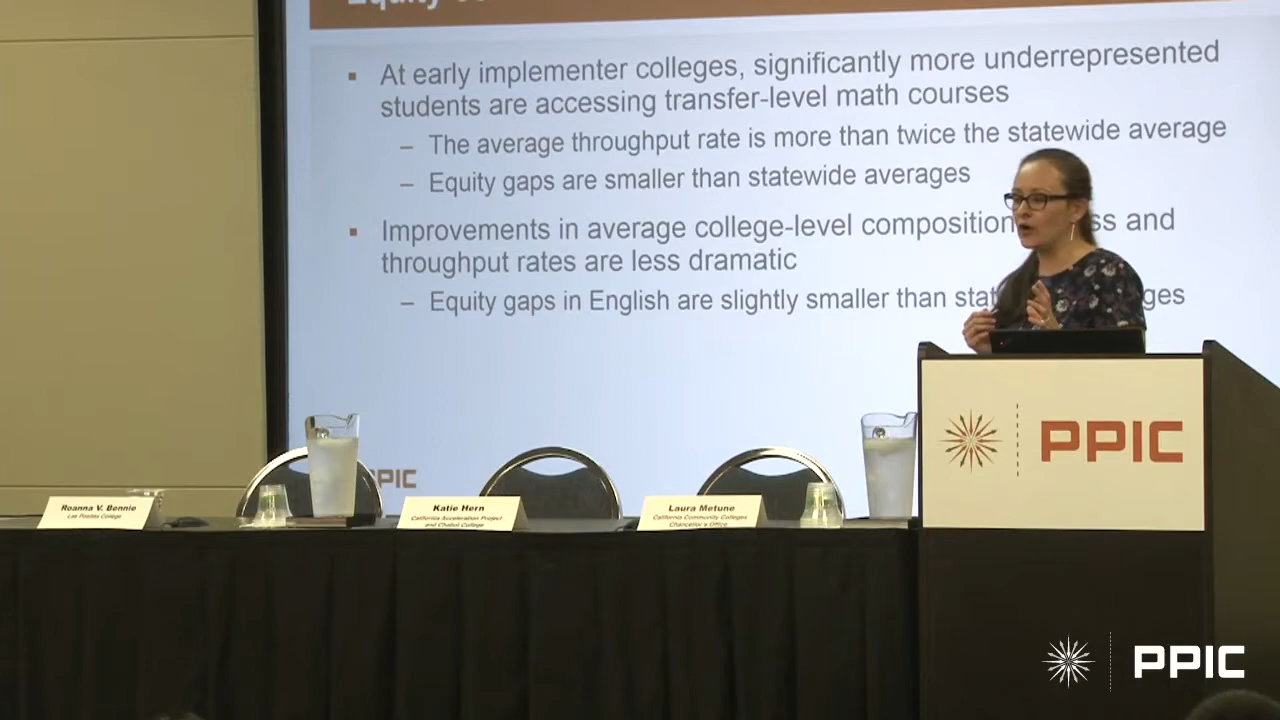 Equity
At early implementer colleges, significantly more underrepresented
students are accessing transfer-level math courses
– The average throughput rate is more than twice the statewide average
– Equity gaps are smaller than statewide averages
Improvements in average college-level composition and
throughput rates are less dramatic
– Equity gaps in English are slightly smaller than
PPIC
PPIC
Roanna V. Bennie
Las Positas College
Katie Hern
California Acceleration Project
and Chabot College
Laura Metune
California Community Colleges
Chancellor's Office
PPIC